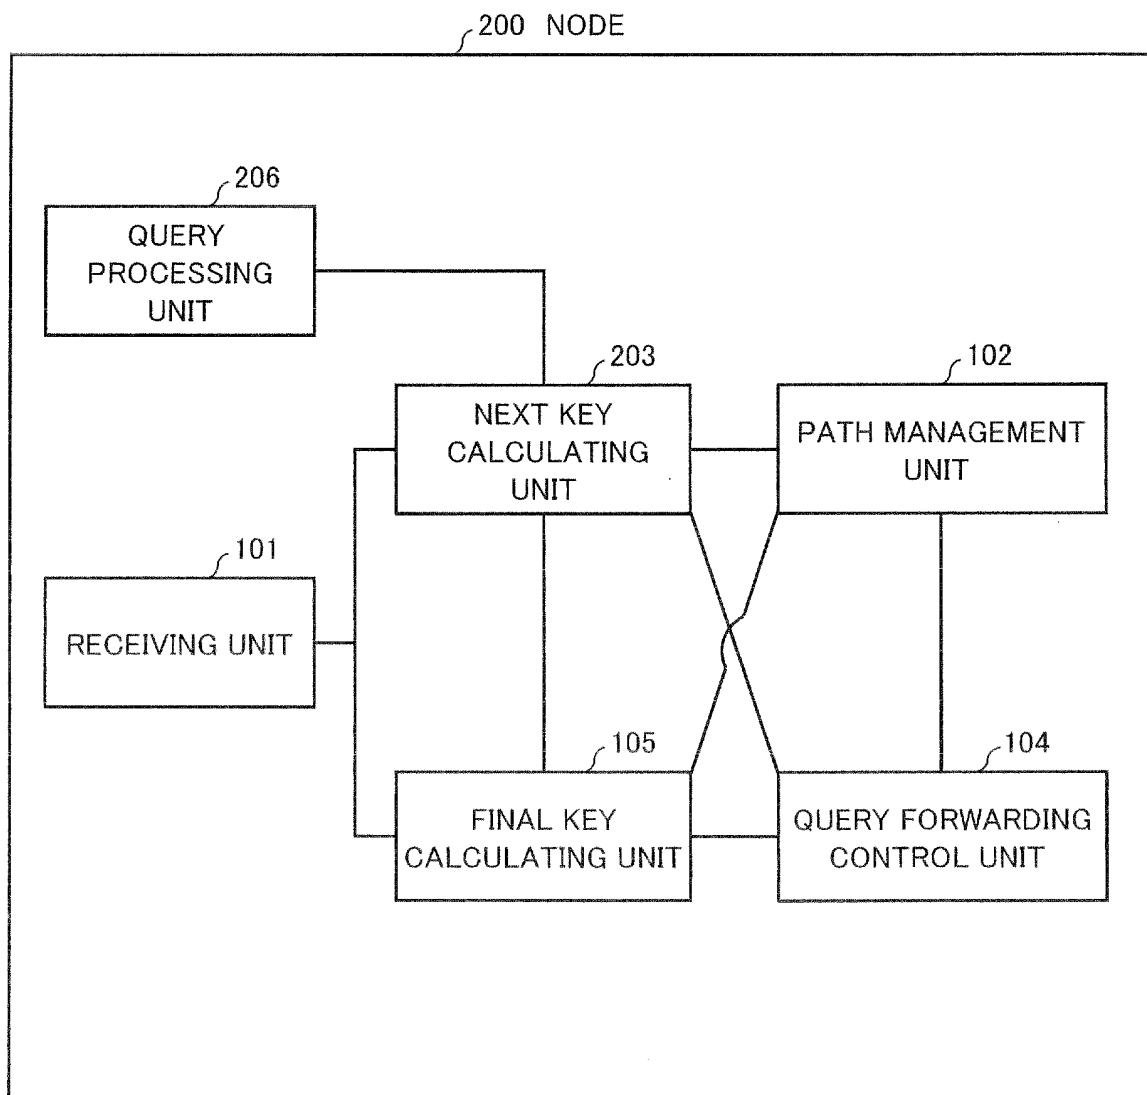 200 NODE
206
QUERY
PROCESSING
UNIT
203
NEXT KEY
CALCULATING
UNIT
102
PATH MANAGEMENT
UNIT
101
RECEIVING UNIT
105
FINAL KEY
CALCULATING UNIT
104
QUERY FORWARDING
CONTROL UNIT